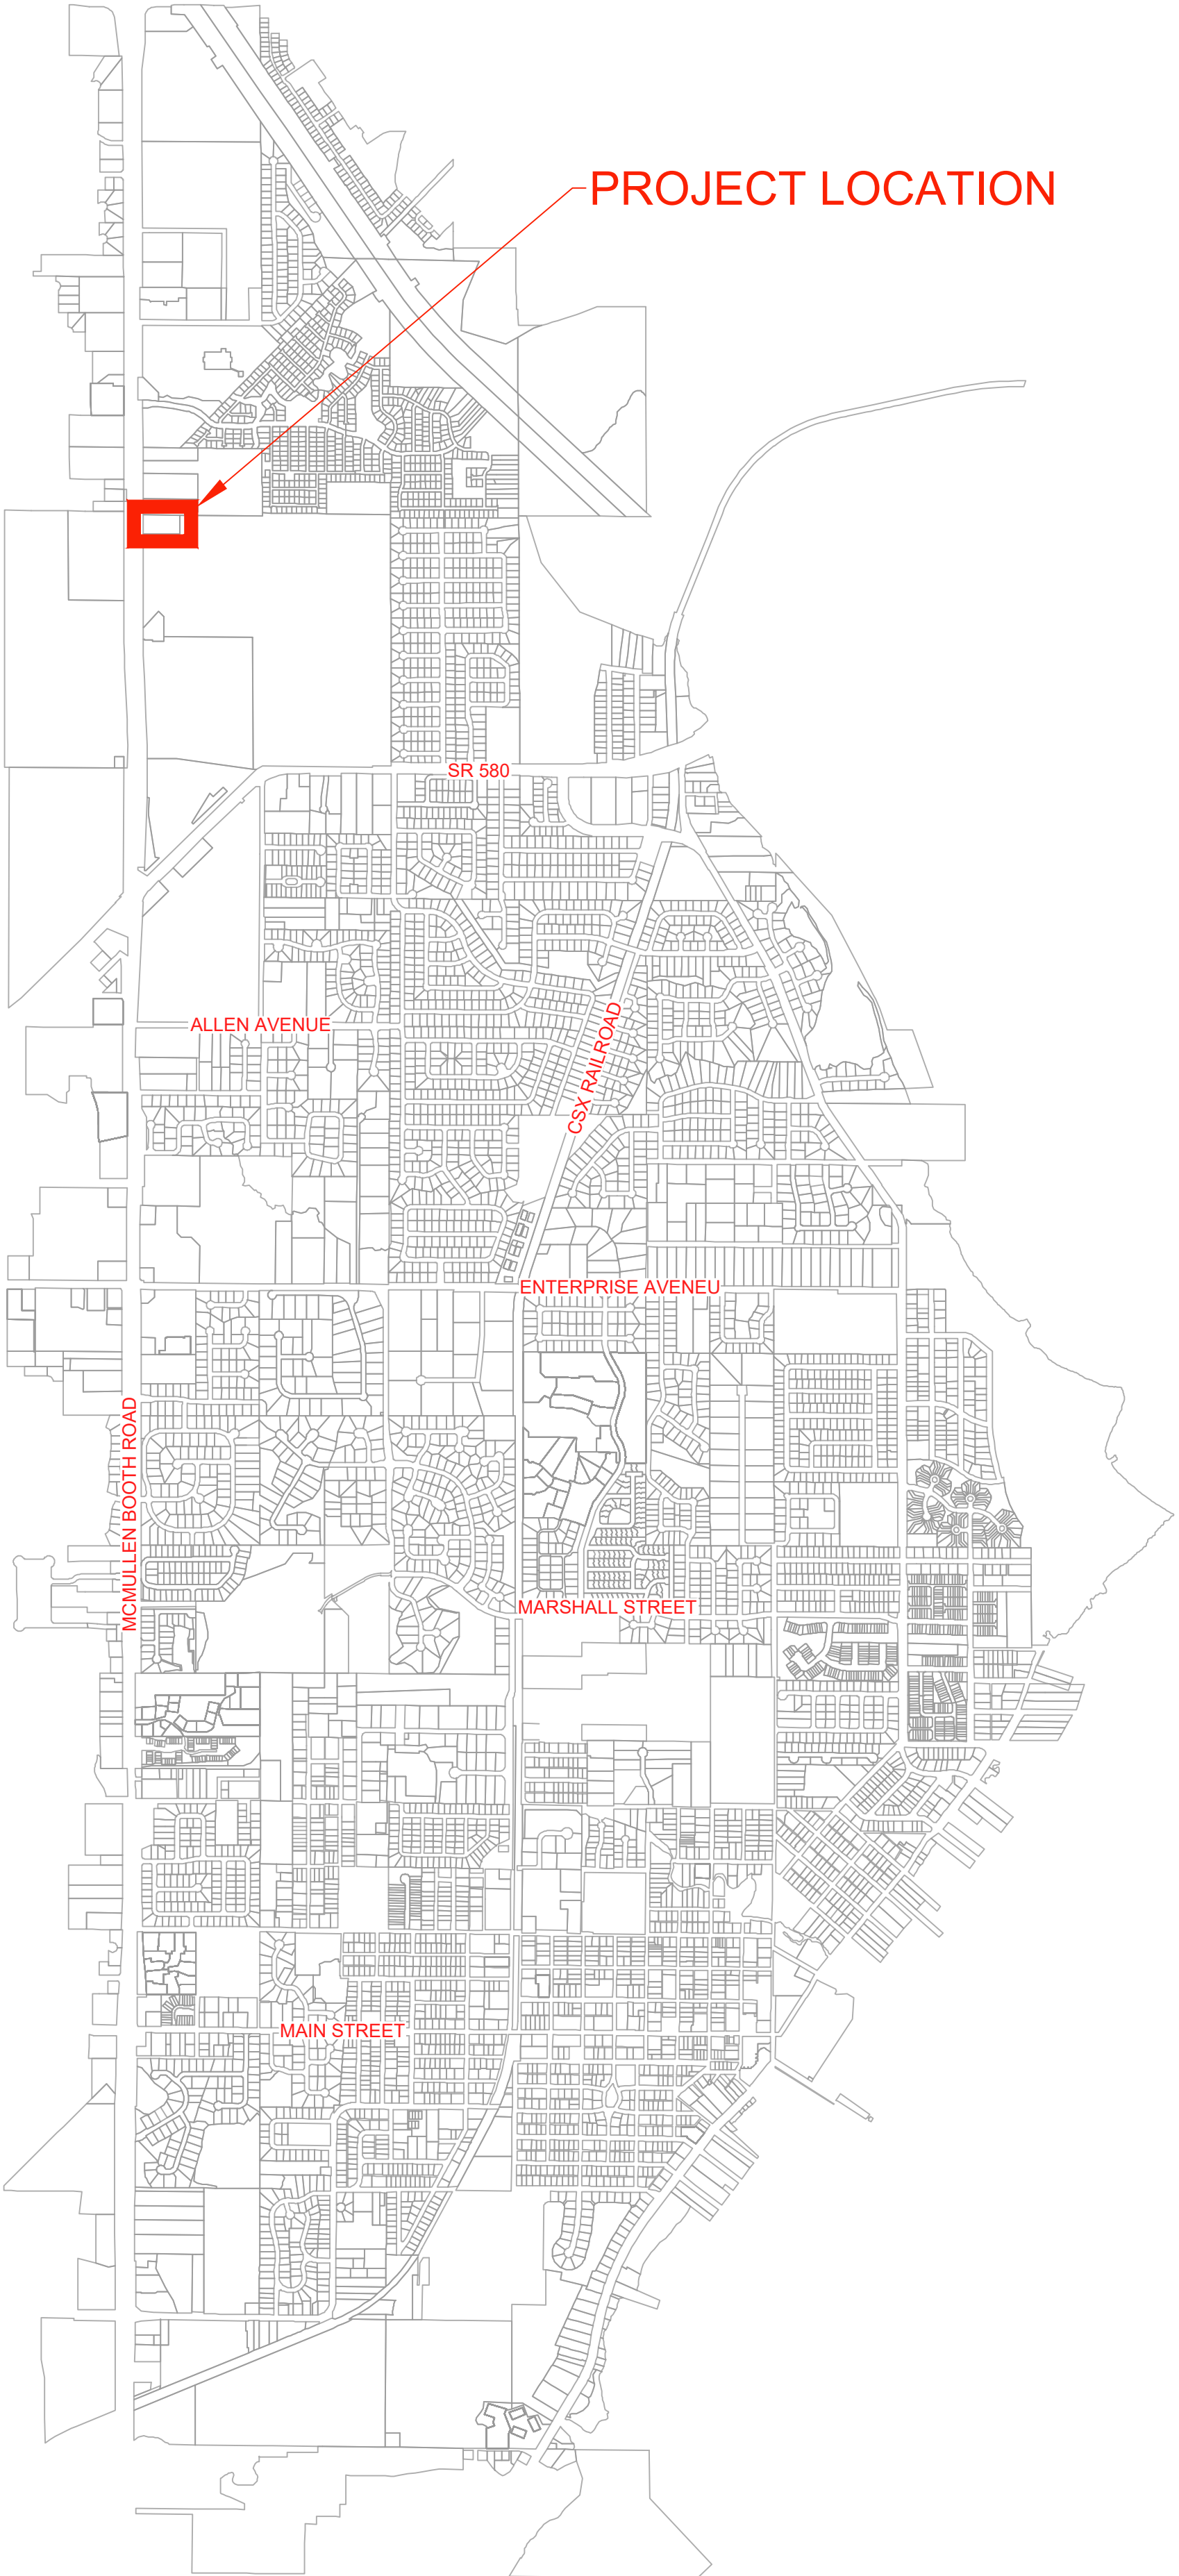 PROJECT LOCATION
SR 580
ALLEN AVENUE
CSX RAILROAD
ENTERPRISE AVENEU
MCMULLEN BOOTH ROAD
MARSHALL STREET
MAIN STREET